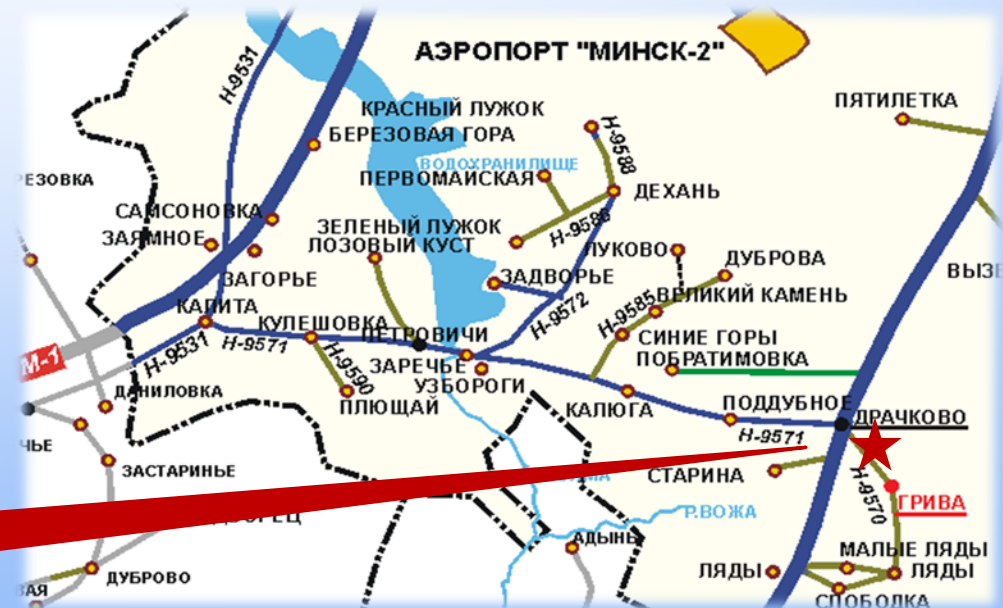 Н-9531
АЭРОПОРТ "МИНСК-2"
ПЯТИЛЕТКА
КРАСНЫЙ ЛУЖОК
БЕРЕЗОВАЯ ГОРА
Н-9588
ВОДОХРАНИЛИЩЕ
ПЕРВОМАЙСКАЯ
ДЕХАНЬ
САМСОНОВКА
ЗЕЛЕНЫЙ ЛУЖОК
ЗАЯМНОЕ
ЛОЗОВЫЙ КУСТ
ЛУКОВО
ДУБРОВА
ЗАГОРЬЕ
ЗАДВОРЬЕ
Н-9572
Н-9585
ВЕЛИКИЙ КАМЕНЬ
КАПИТА
КУЛЕШОВКА
ПЕТРОВИЧИ
СИНИЕ ГОРЫ
М-1
Н-9531
Н-9571
ЗАРЕЧЬЕ
ПОБРАТИМОВКА
Н-9590
УЗБОРОГИ
ДАНИЛОВКА
ПЛЮЩАЙ
КАЛЮГА
ПОДДУБНОЕ
ДРАЧКОВО
Н-9571
ЗАСТАРИНЬЕ
СТАРИНА
Н-9570
ГРИВА
Р.ВОЖА
АДЫНЬ
МАЛЫЕ ЛЯДЫ
ДУБРОВО
ЛЯДЫ
ЛЯДЫ
СЛОБОДКА